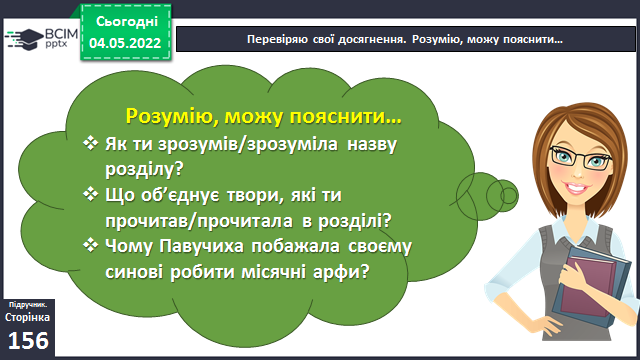 ВСІМ
pptx
Сьогодні
04.05.2022
Перевіряю свої досягнення. Розумію, можу пояснити…
Розумію, можу пояснити…
❖ Як ти зрозумів/зрозуміла назву
розділу?
❖ Що об’єднує твори, які ти
прочитав/прочитала в розділі?
❖ Чому Павучиха побажала своєму
синові робити місячні арфи?
Підручник.
Сторінка
156